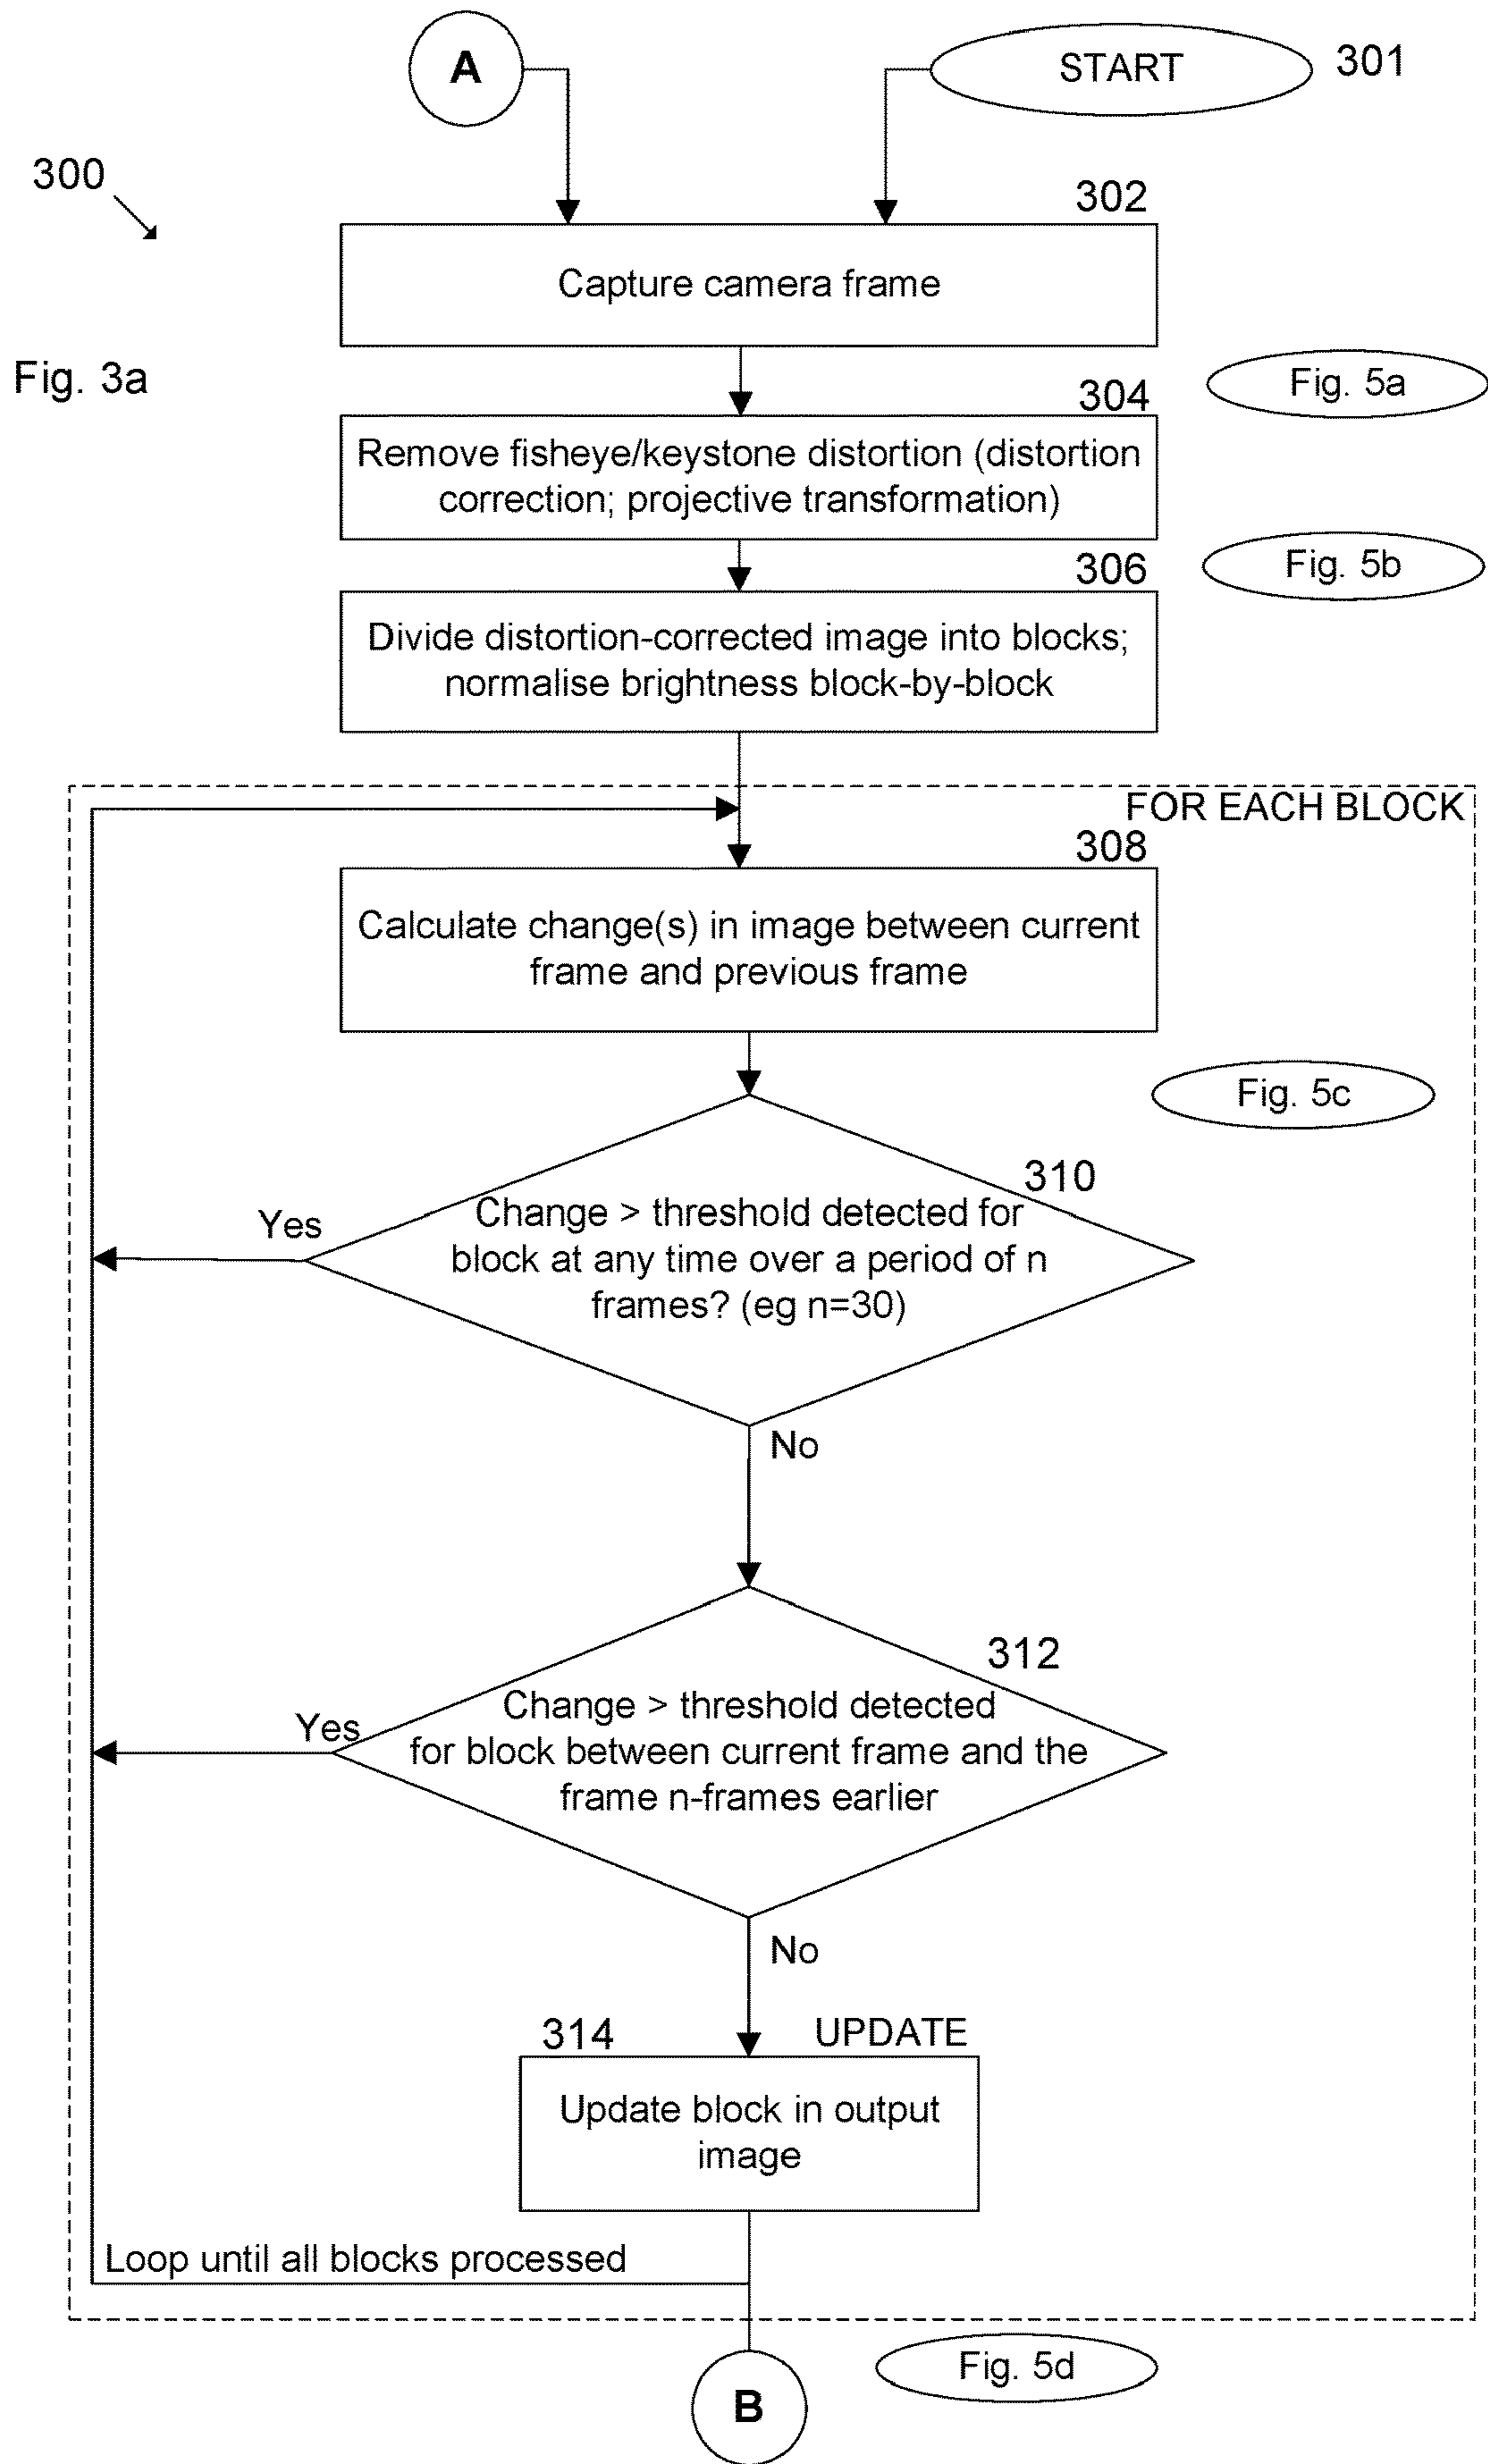 A
START
301
300
302
Capture camera frame
Fig. 3a
Fig. 5a
304
Remove fisheye/keystone distortion (distortion
correction; projective transformation)
Fig. 5b
306
Divide distortion-corrected image into blocks;
normalise brightness block-by-block
FOR EACH BLOCK
308
Calculate change(s) in image between current
frame and previous frame
Fig. 5c
310
Yes
Change > threshold detected for
block at any time over a period of n
frames? (eg n=30)
No
312
Yes
Change > threshold detected
for block between current frame and the
frame n-frames earlier
No
314
UPDATE
Update block in output
image
Loop until all blocks processed
Fig. 5d
B